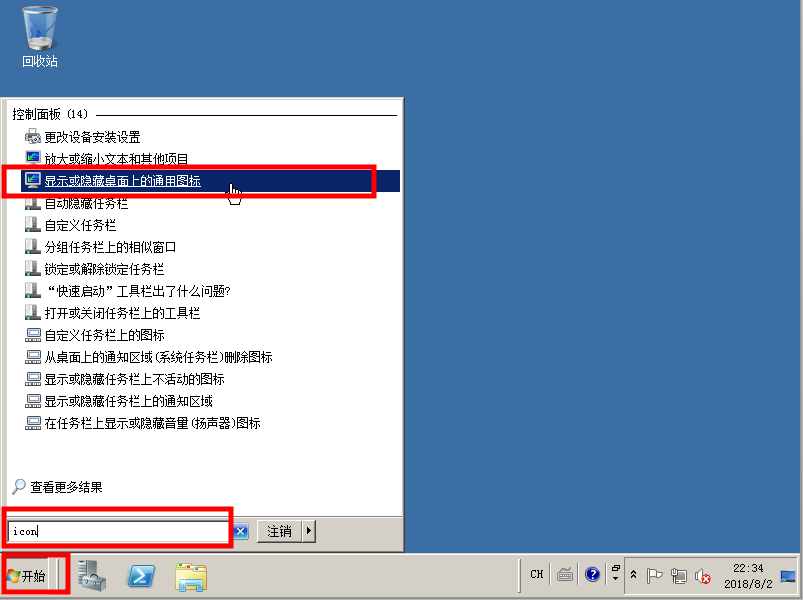 回收站
控制面板 (14)
更改设备安装设置
放大或缩小文本和其他项目
显示或隐藏桌面上的通用图标
自动隐藏任务栏
自定义任务栏
分组任务栏上的相似窗口
锁定或解除锁定任务栏
“快速启动”工具栏出了什么问题?
打开或关闭任务栏上的工具栏
自定义任务栏上的图标
从桌面上的通知区域(系统任务栏)删除图标
显示或隐藏任务栏上不活动的图标
显示或隐藏任务栏上的通知区域
在任务栏上显示或隐藏音量(扬声器)图标
查看更多结果
icon
注销
开始
CH
22:34
2018/8/2